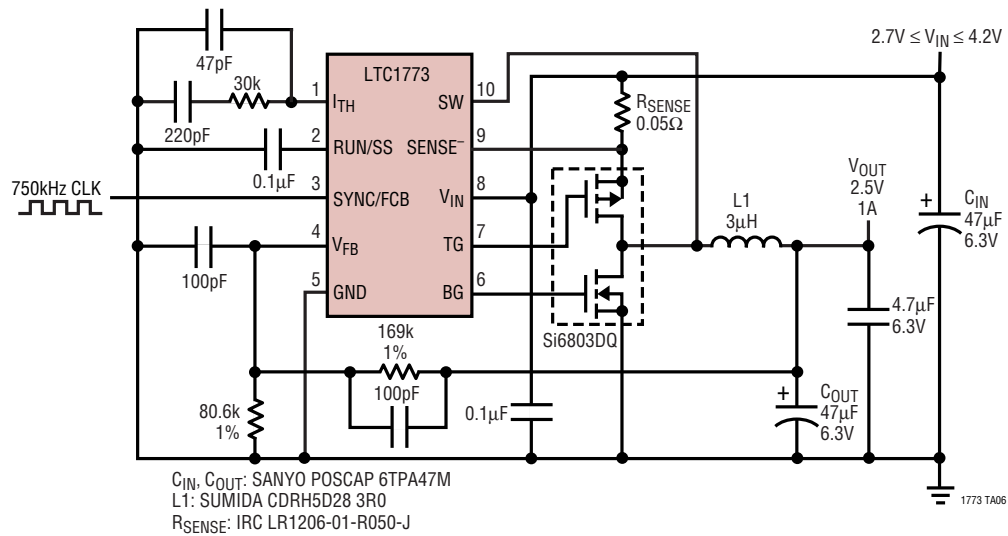 47pF
30k
220pF
0.1µF
750kHz CLK
100pF
LTC1773
1
ITH
2
RUN/SS
3
SYNC/FCB
4
VFB
5
GND
10
SW
9
SENSE–
8
VIN
7
TG
6
BG
RSENSE
0.05Ω
Si6803DQ
L1
3µH
2.7V ≤ VIN ≤ 4.2V
VOUT
2.5V
1A
+
CIN
47µF
6.3V
4.7µF
6.3V
169k
1%
100pF
80.6k
1%
0.1µF
+
COUT
47µF
6.3V
CIN, COUT: SANYO POSCAP 6TPA47M
L1: SUMIDA CDRH5D28 3R0
RSENSE: IRC LR1206-01-R050-J
1773 TA06